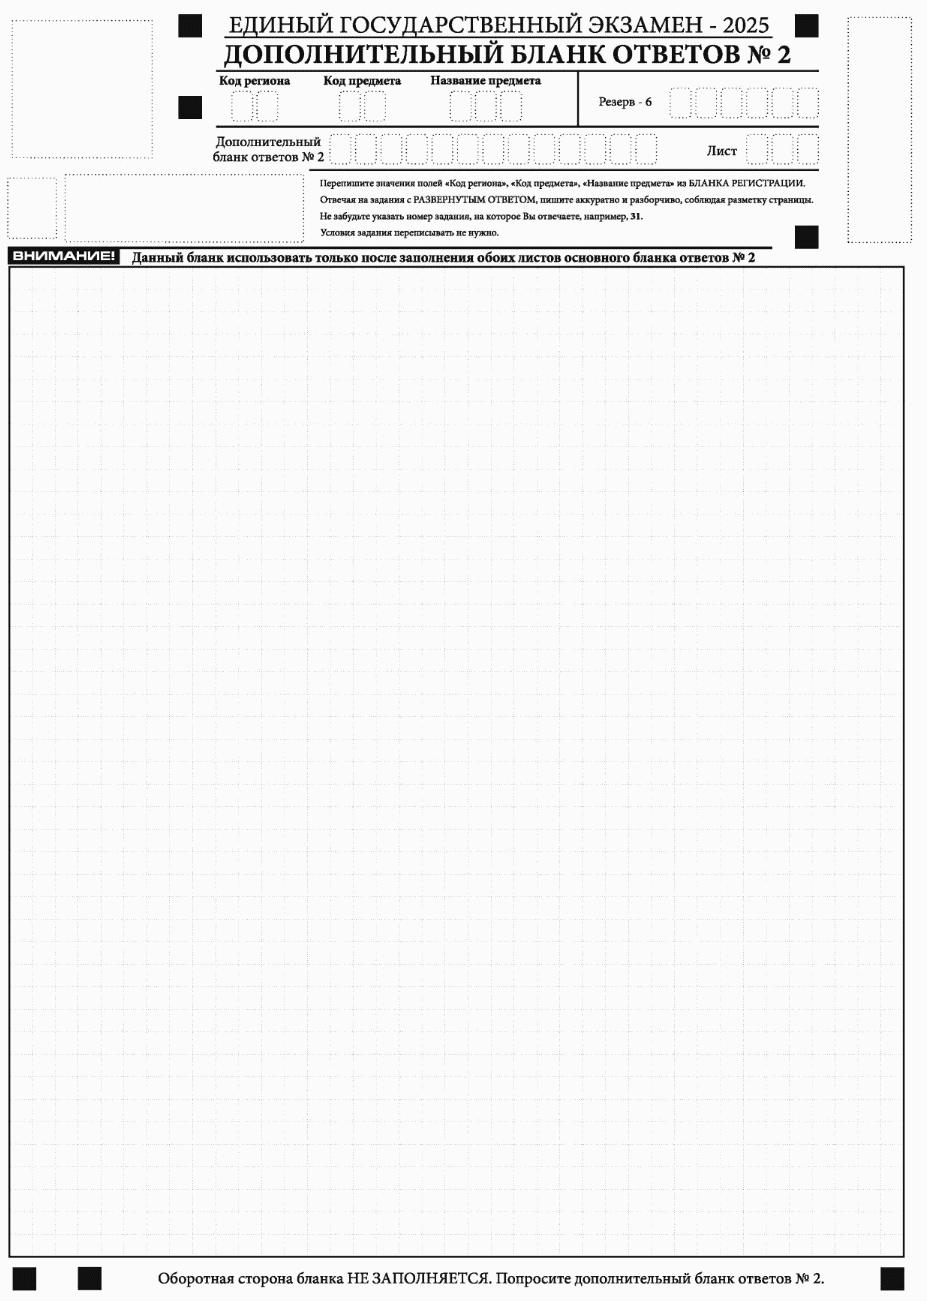 ЕДИНЫЙ ГОСУДАРСТВЕННЫЙ ЭКЗАМЕН - 2025
ДОПОЛНИТЕЛЬНЫЙ БЛАНК ОТВЕТОВ № 2
Код региона Код предмета Название предмета
Резерв - 6
Дополнительный
бланк ответов № 2
Лист
Перепишите значения полей «Код региона», «Код предмета», «Название предмета» из БЛАНКА РЕГИСТРАЦИИ.
Отвечая на задания с РАЗВЕРНУТЫМ ОТВЕТОМ, пишите аккуратно и разборчиво, соблюдая разметку страницы.
Не забудьте указать номер задания, на которое Вы отвечаете, например, 31.
Условия задания переписывать не нужно.
ВНИМАНИЕ! Данный бланк использовать только после заполнения обоих листов основного бланка ответов № 2
Оборотная сторона бланка НЕ ЗАПОЛНЯЕТСЯ. Попросите дополнительный бланк ответов № 2.